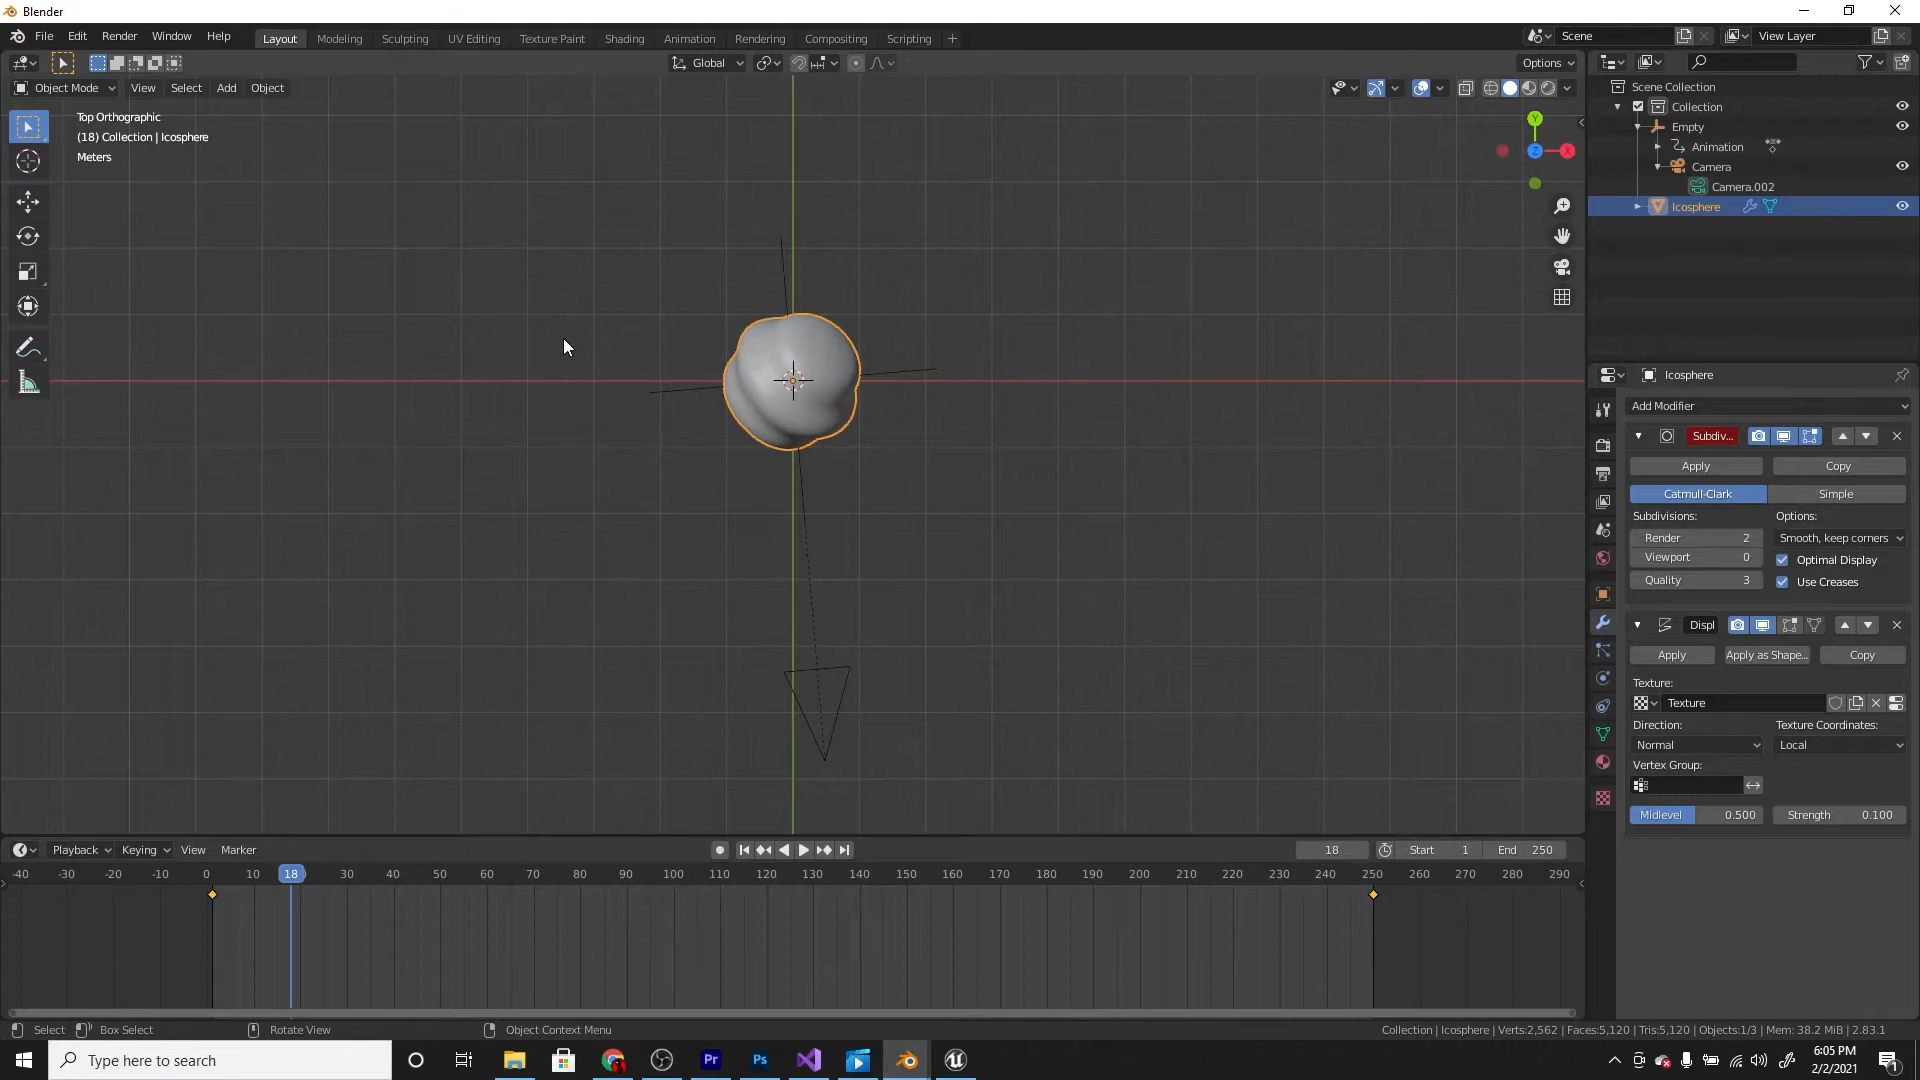 Blender
File Edit Render Window Help
Layout Modeling Sculpting UV Editing Texture Paint Shading Animation Rendering Compositing Scripting +
Scene
View Layer
Global
Options
Object Mode View Select Add Object
Top Orthographic
(18) Collection | Icosphere
Meters
Y
Z
X
Scene Collection
Collection
Empty
Animation
Camera
Camera.002
Icosphere
Icosphere
Add Modifier
Subdiv...
Apply Copy
Catmull-Clark Simple
Subdivisions: Options:
Render 2 Smooth, keep corners
Viewport 0 Optimal Display
Quality 3 Use Creases
Displ
Apply Apply as Shape... Copy
Texture:
Texture
Direction: Texture Coordinates:
Normal Local
Vertex Group:
Midlevel 0.500 Strength 0.100
Playback Keying View Marker
18 Start 1 End 250
-40 -30 -20 -10 0 10 18 30 40 50 60 70 80 90 100 110 120 130 140 150 160 170 180 190 200 210 220 230 240 250 260 270 280 290
Select Box Select Rotate View Object Context Menu
Collection | Icosphere | Verts:2,562 | Faces:5,120 | Tris:5,120 | Objects:1/3 | Mem: 38.2 MiB | 2.83.1
Type here to search
Pr
Ps
6:05 PM
2/2/2021
1